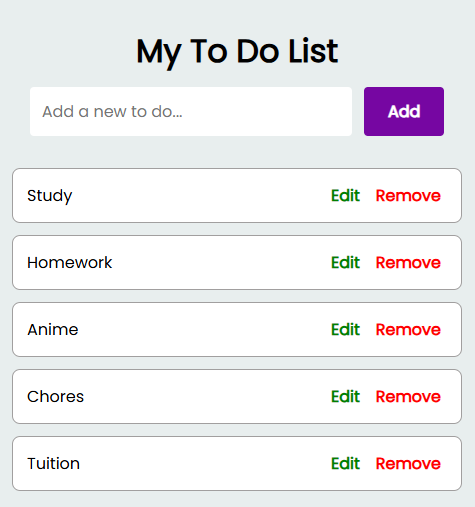 My To Do List
Add a new to do...
Add
Study Edit Remove
Homework Edit Remove
Anime Edit Remove
Chores Edit Remove
Tuition Edit Remove